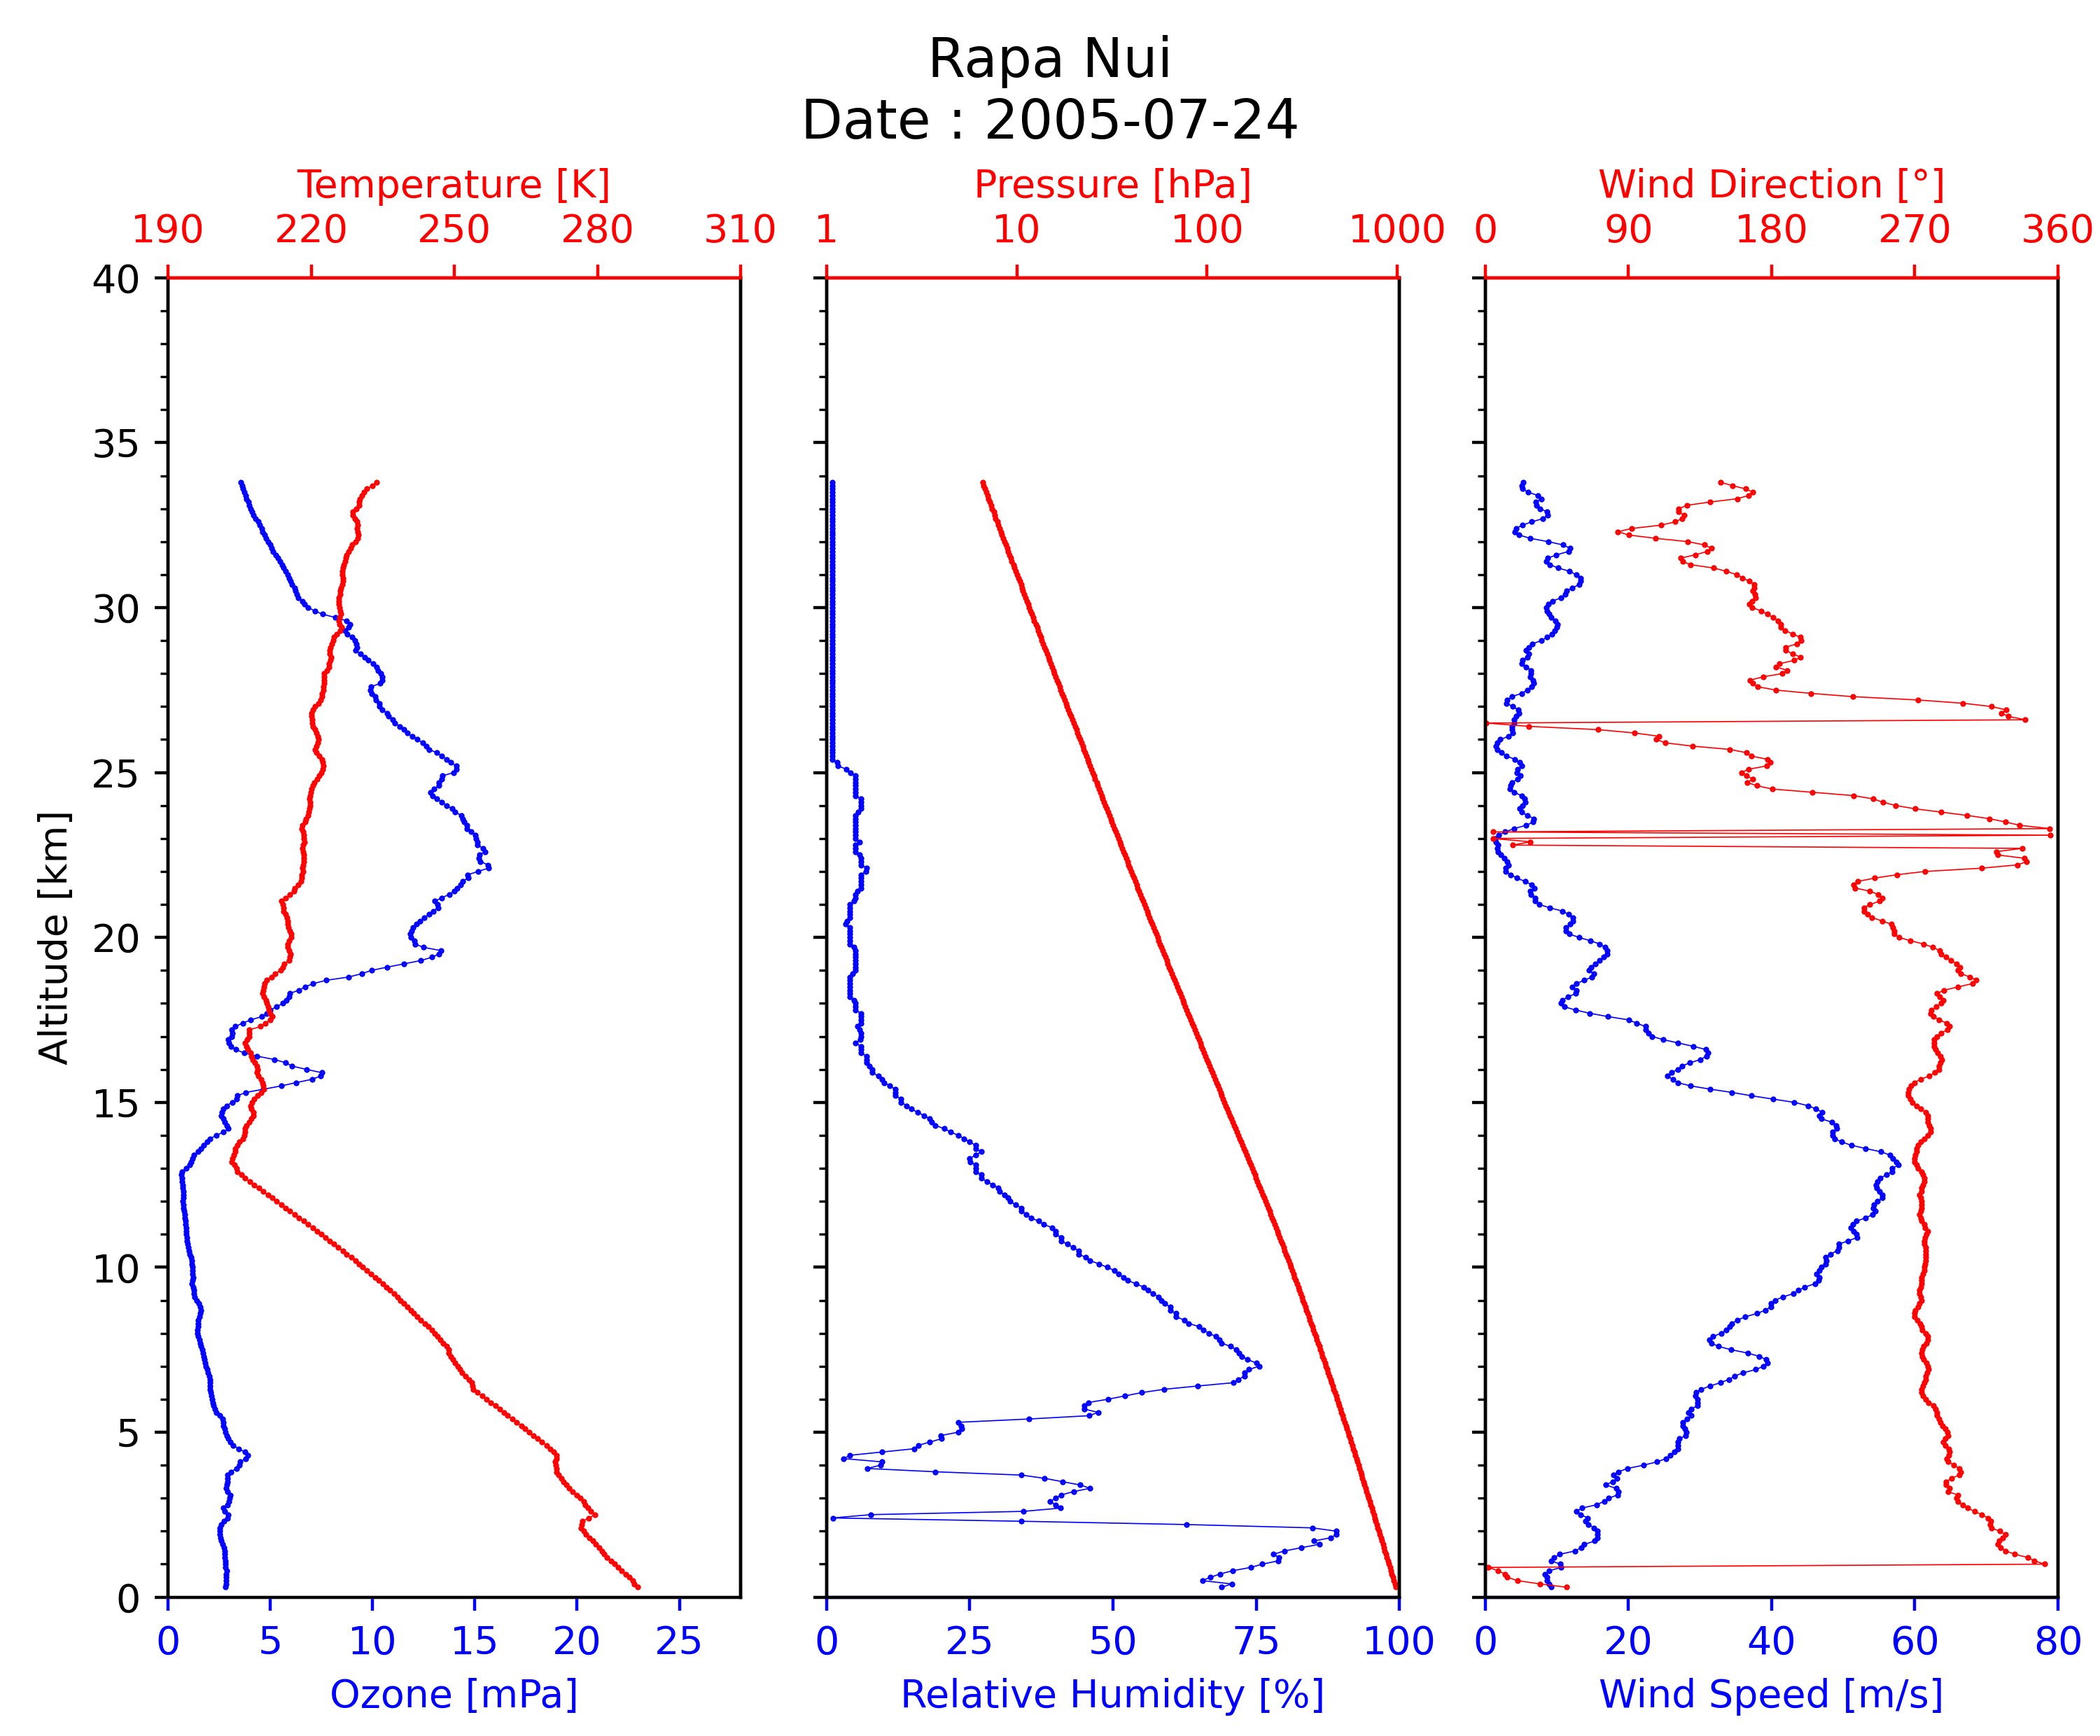 Rapa Nui
Date : 2005-07-24
Temperature [K]
190 220 250 280 310
Pressure [hPa]
1 10 100 1000
Wind Direction [°]
0 90 180 270 360
Altitude [km]
40
35
30
25
20
15
10
5
0
0 5 10 15 20 25
Ozone [mPa]
0 25 50 75 100
Relative Humidity [%]
0 20 40 60 80
Wind Speed [m/s]